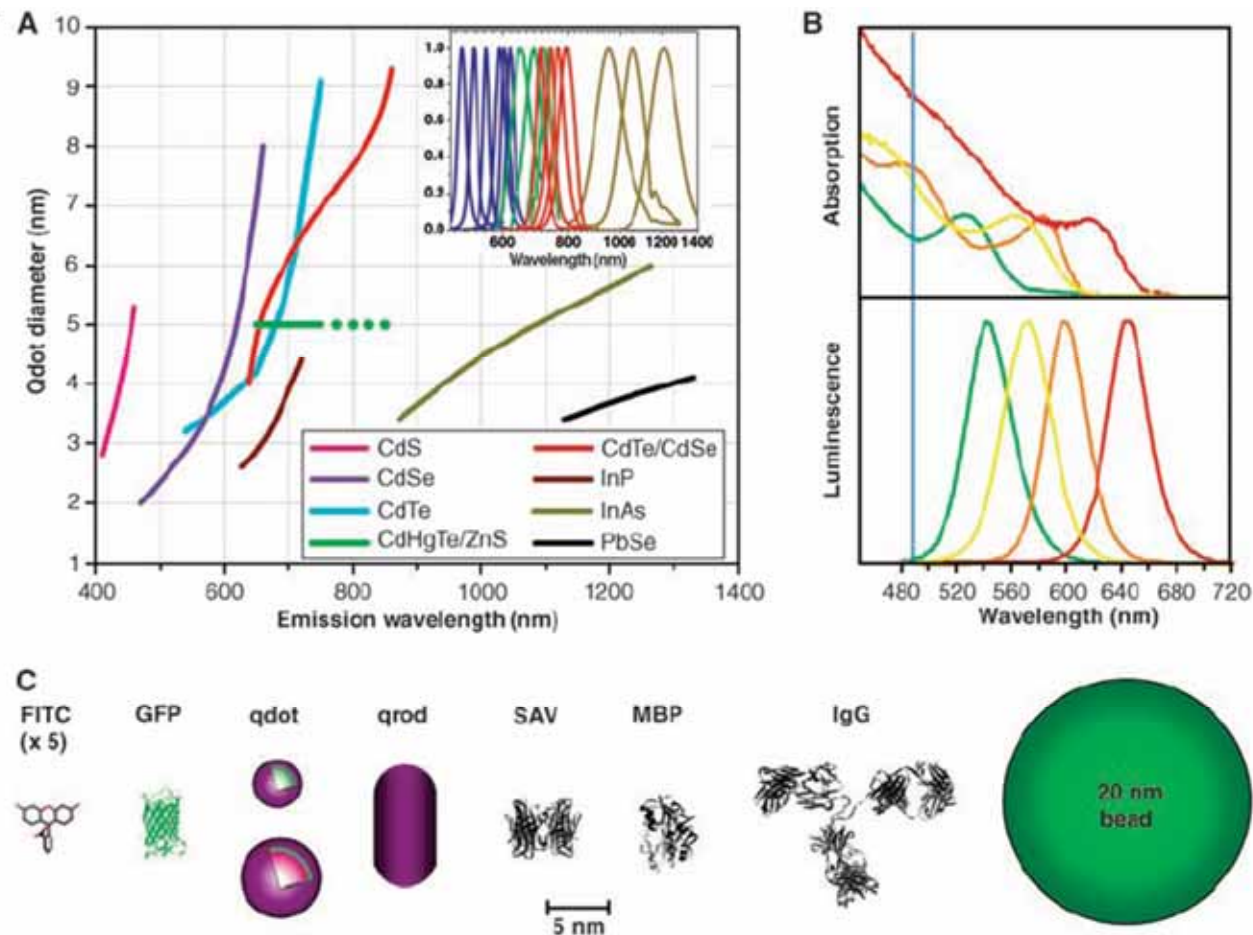 A
10
9
8
7
6
5
4
3
2
1
Qdot diameter (nm)
400 600 800 1000 1200 1400
Emission wavelength (nm)
1.0
0.8
0.6
0.4
0.2
0.0
600 800 1000 1200 1400
Wavelength (nm)
CdS CdTe/CdSe
CdSe InP
CdTe InAs
CdHgTe/ZnS PbSe
B
Absorption
Luminescence
480 520 560 600 640 680 720
Wavelength (nm)
C
FITC GFP qdot qrod SAV MBP IgG
(x 5)
20 nm
bead
5 nm